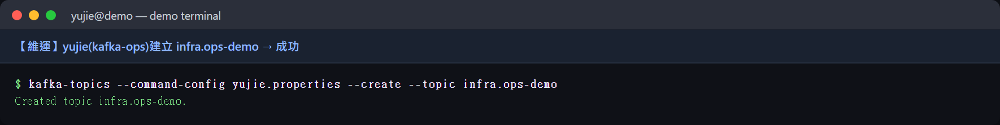 yujie@demo — demo terminal
【維運】yujie(kafka-ops)建立 infra.ops-demo → 成功
$ kafka-topics --command-config yujie.properties --create --topic infra.ops-demo
Created topic infra.ops-demo.